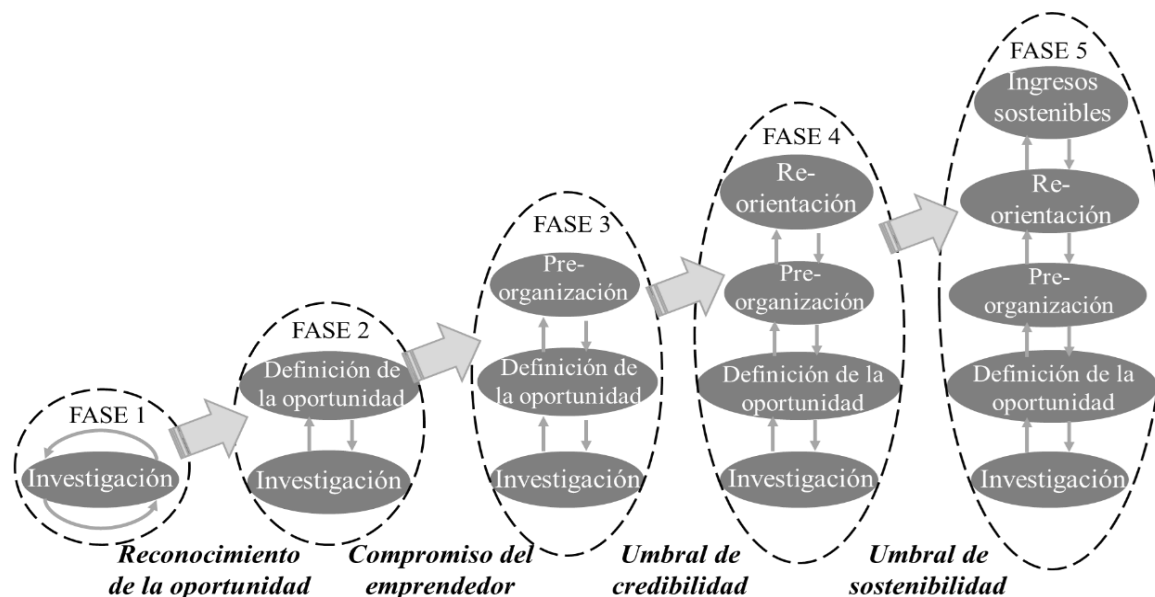 FASE 1
Investigación
FASE 2
Definición de
la oportunidad
Investigación
FASE 3
Pre-
organización
Definición de
la oportunidad
Investigación
FASE 4
Re-
orientación
Pre-
organización
Definición de la
oportunidad
Investigación
FASE 5
Ingresos
sostenibles
Re-
orientación
Pre-
organización
Definición de la
oportunidad
Investigación
Reconocimiento
de la oportunidad
Compromiso del
emprendedor
Umbral de
credibilidad
Umbral de
sostenibilidad